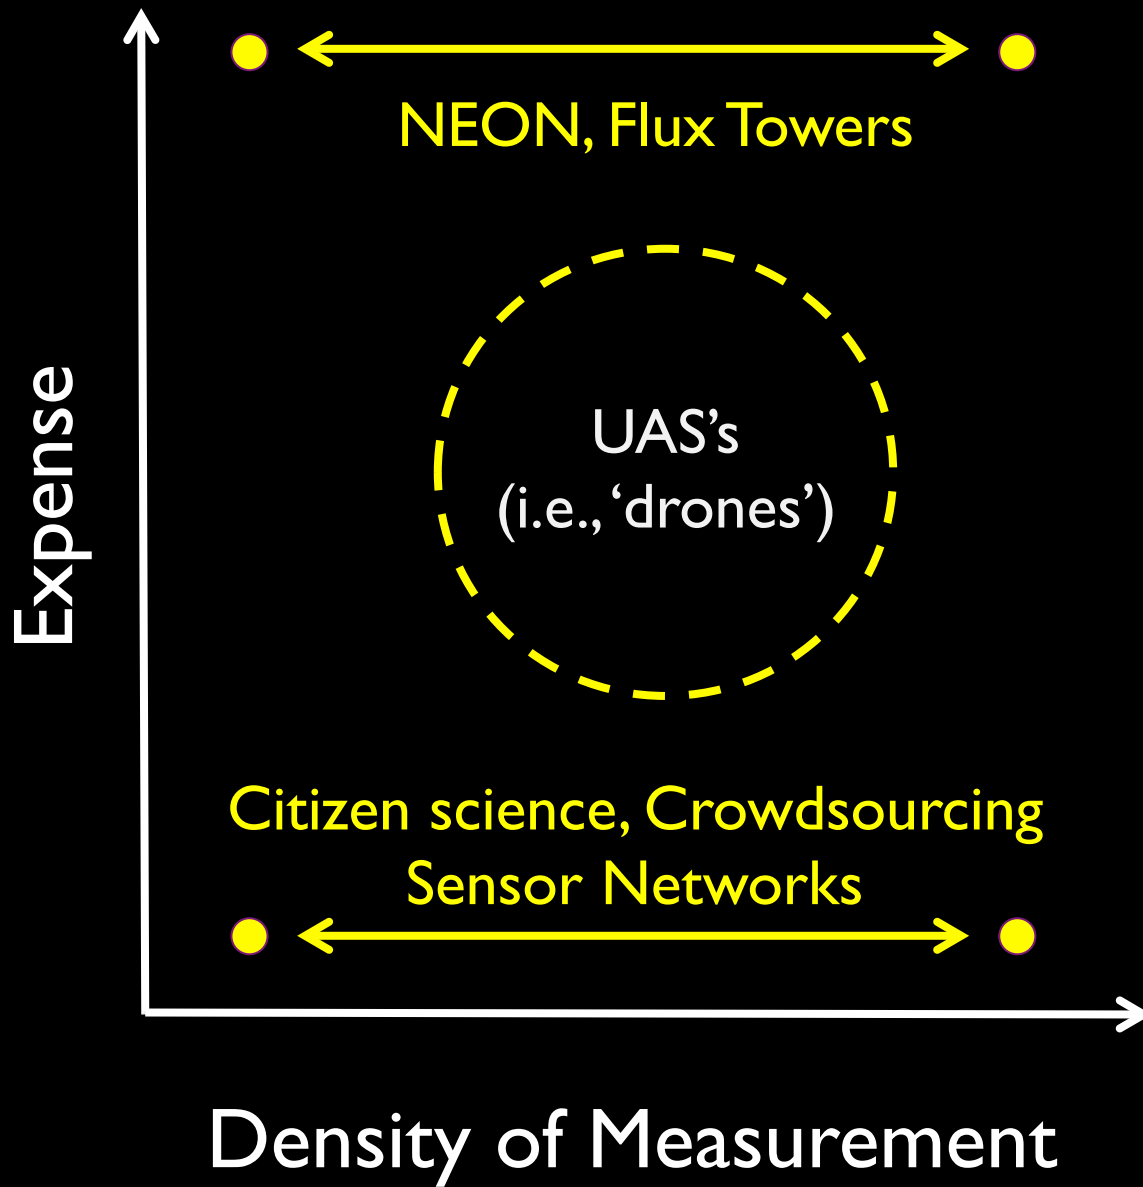 NEON, Flux Towers
Expense
UAS’s
(i.e., ‘drones’)
Citizen science, Crowdsourcing
Sensor Networks
Density of Measurement